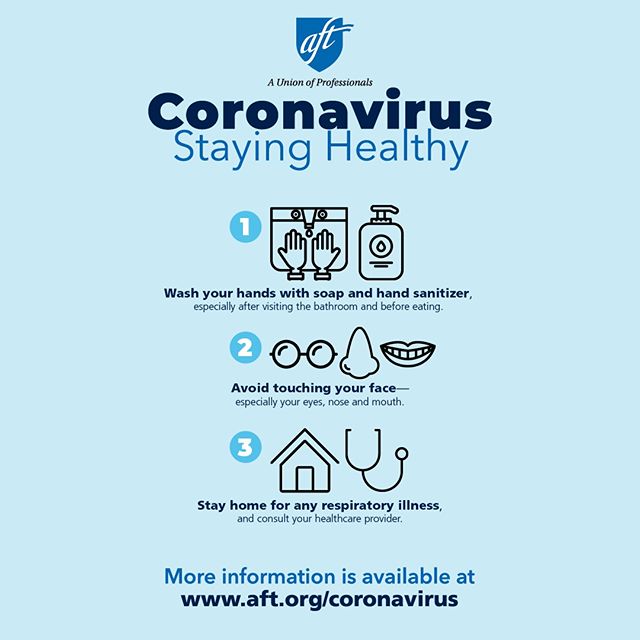 aft
A Union of Professionals
Coronavirus
Staying Healthy
1
Wash your hands with soap and hand sanitizer,
especially after visiting the bathroom and before eating.
2
Avoid touching your face—
especially your eyes, nose and mouth.
3
Stay home for any respiratory illness,
and consult your healthcare provider.
More information is available at
www.aft.org/coronavirus